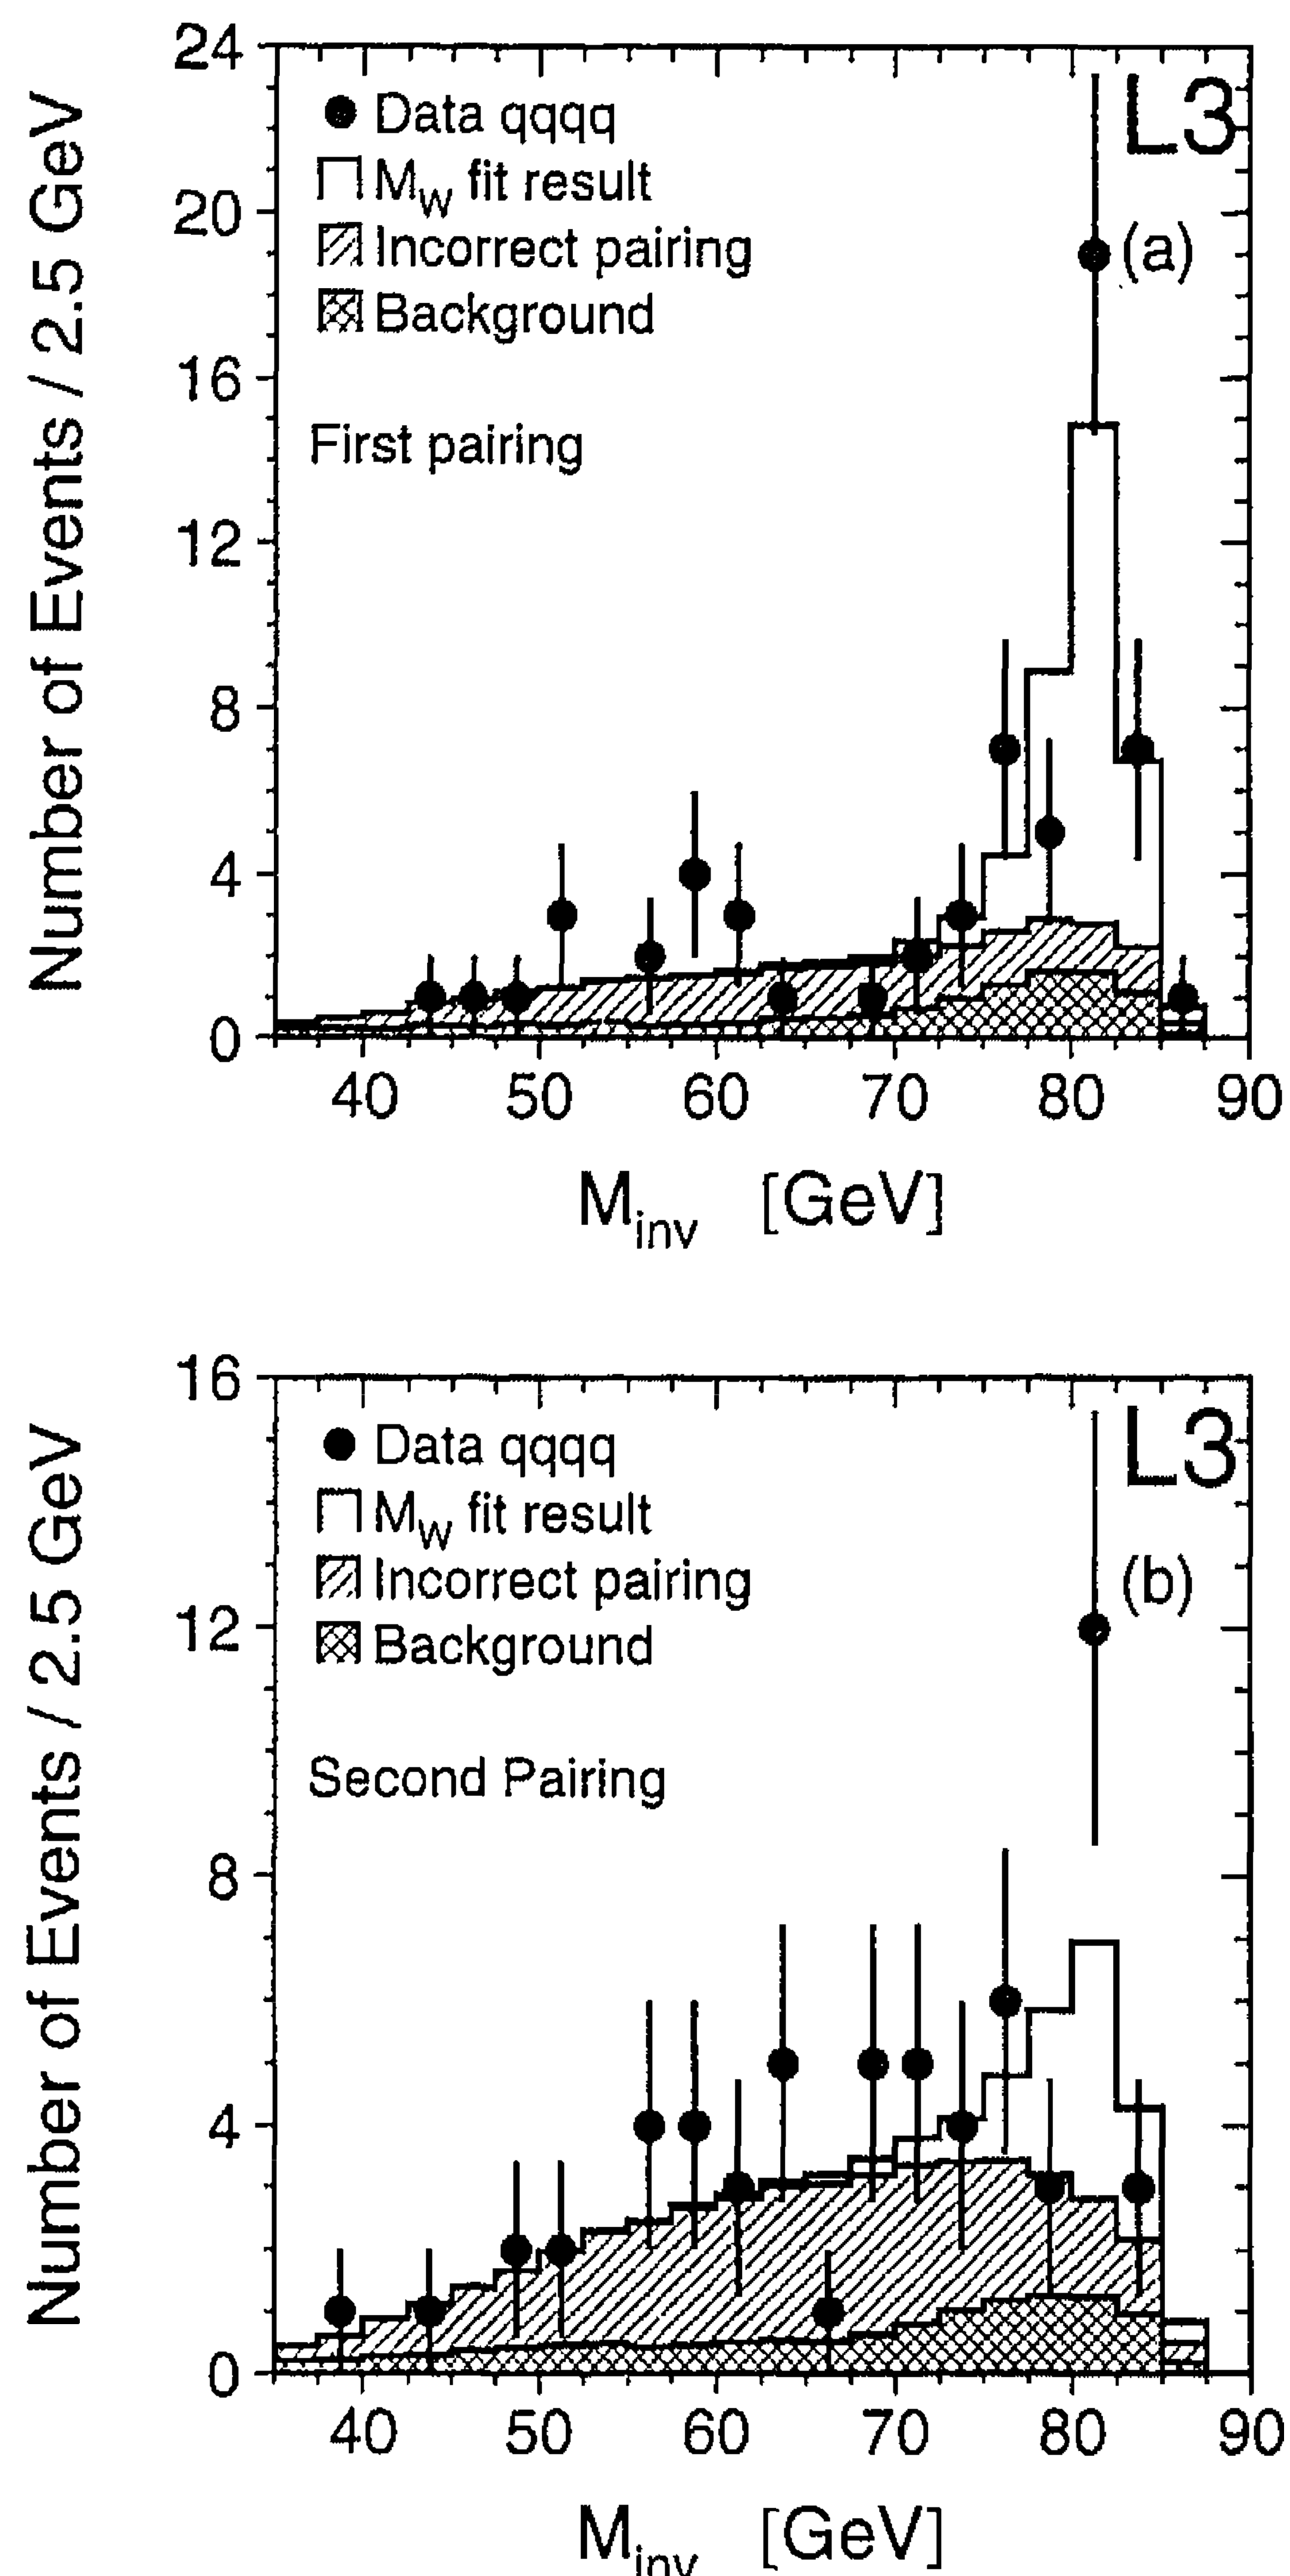 24
20
16
12
8
4
0
Number of Events / 2.5 GeV
Data qqqq
M_W fit result
Incorrect pairing
Background
First pairing
L3
(a)
40 50 60 70 80 90
M_inv [GeV]
16
12
8
4
0
Number of Events / 2.5 GeV
Data qqqq
M_W fit result
Incorrect pairing
Background
Second Pairing
L3
(b)
40 50 60 70 80 90
M_inv [GeV]